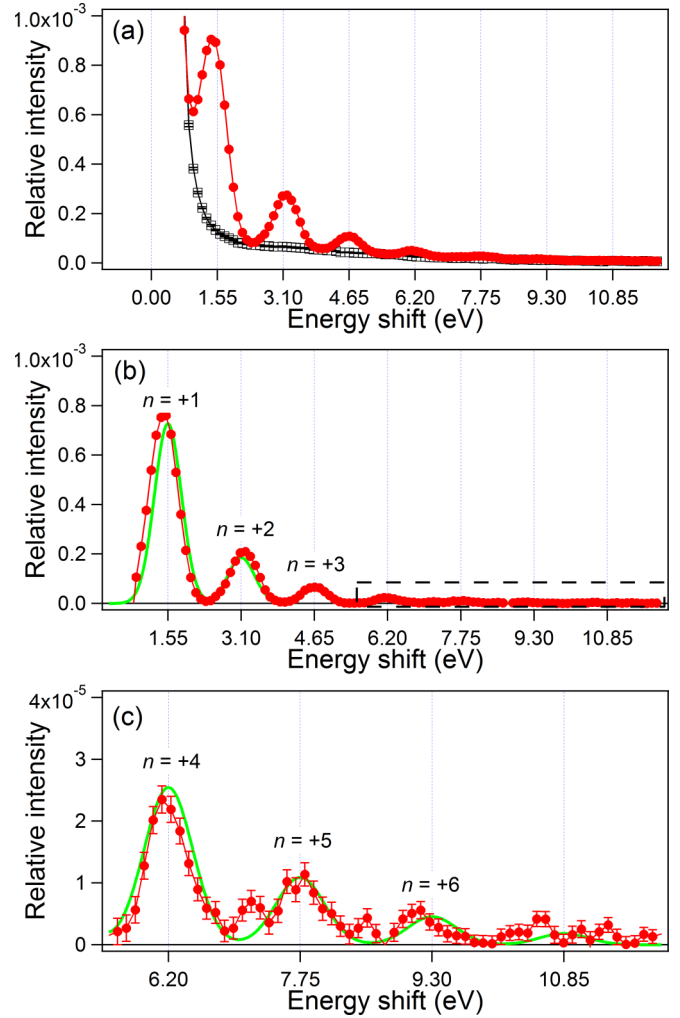 (a)
1.0x10-3
0.8
0.6
0.4
0.2
0.0
Relative intensity
0.00 1.55 3.10 4.65 6.20 7.75 9.30 10.85
Energy shift (eV)
(b)
1.0x10-3
0.8
0.6
0.4
0.2
0.0
Relative intensity
n = +1
n = +2
n = +3
1.55 3.10 4.65 6.20 7.75 9.30 10.85
Energy shift (eV)
(c)
4x10-5
3
2
1
0
Relative intensity
n = +4
n = +5
n = +6
6.20 7.75 9.30 10.85
Energy shift (eV)